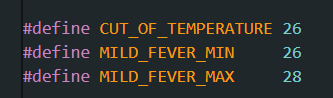 #define CUT_OF_TEMPERATURE 26
#define MILD_FEVER_MIN     26
#define MILD_FEVER_MAX     28